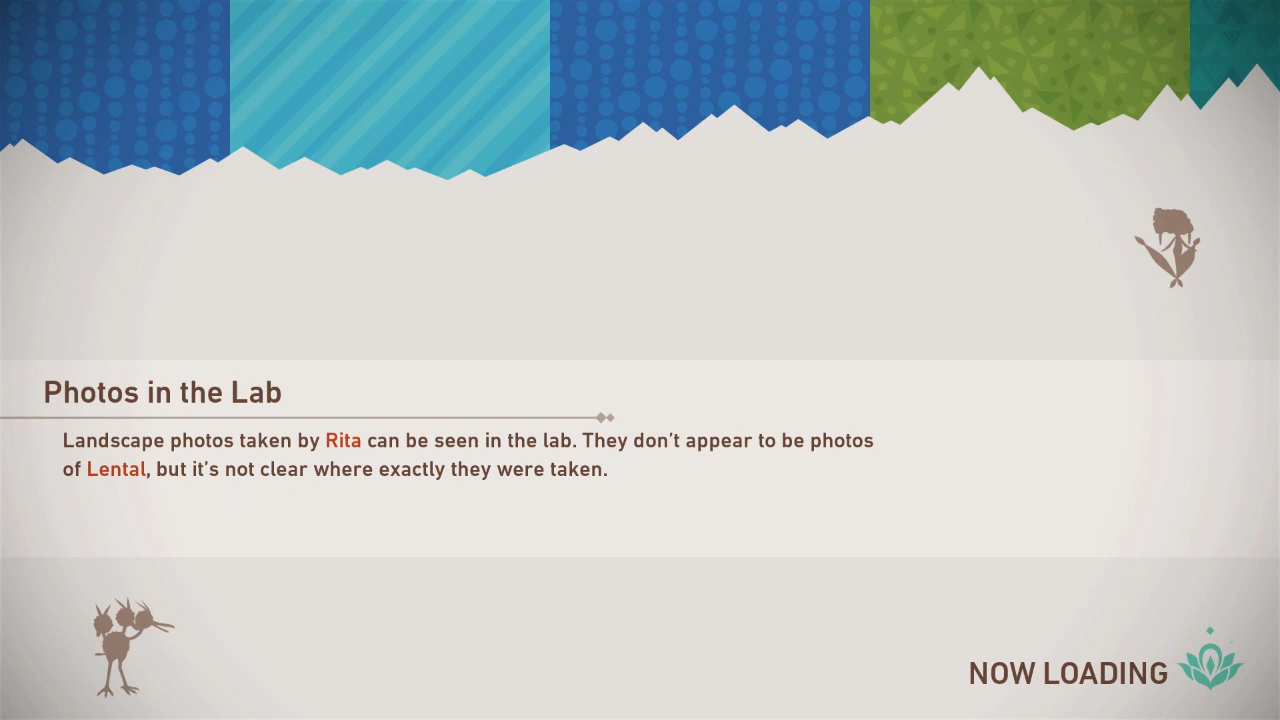 Photos in the Lab
Landscape photos taken by Rita can be seen in the lab. They don’t appear to be photos
of Lental, but it’s not clear where exactly they were taken.
NOW LOADING